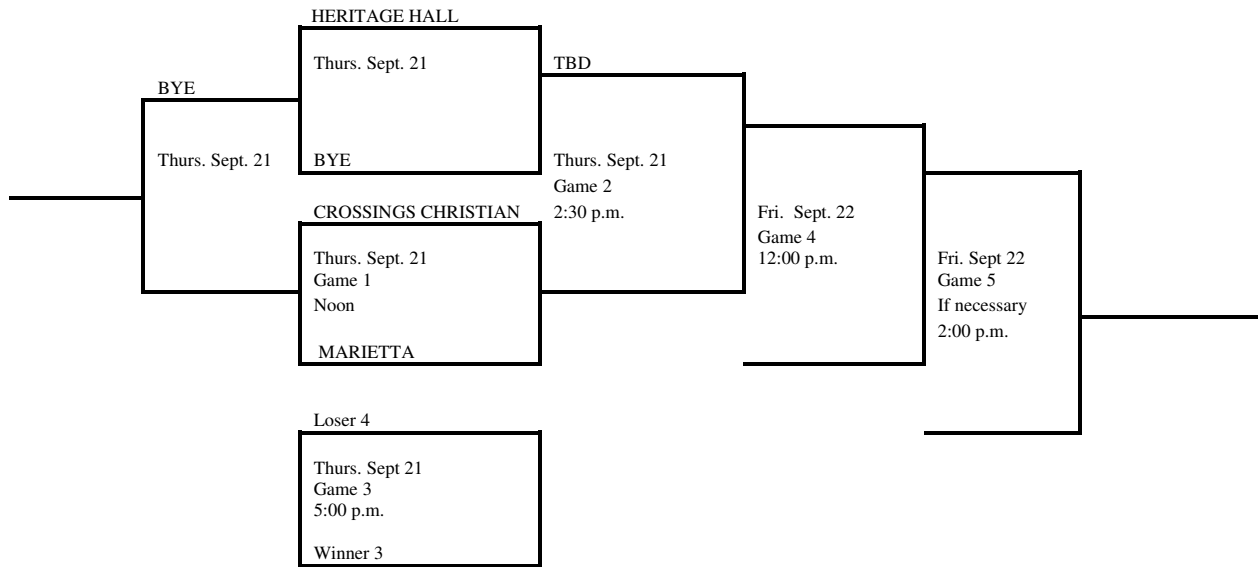 HERITAGE HALL
Thurs. Sept. 21
TBD
BYE
Thurs. Sept. 21
BYE
Thurs. Sept. 21
Game 2
2:30 p.m.
CROSSINGS CHRISTIAN
Thurs. Sept. 21
Game 1
Noon
MARIETTA
Fri.  Sept. 22
Game 4
12:00 p.m.
Fri. Sept 22
Game 5
If necessary
2:00 p.m.
Loser 4
Thurs. Sept 21
Game 3
5:00 p.m.
Winner 3